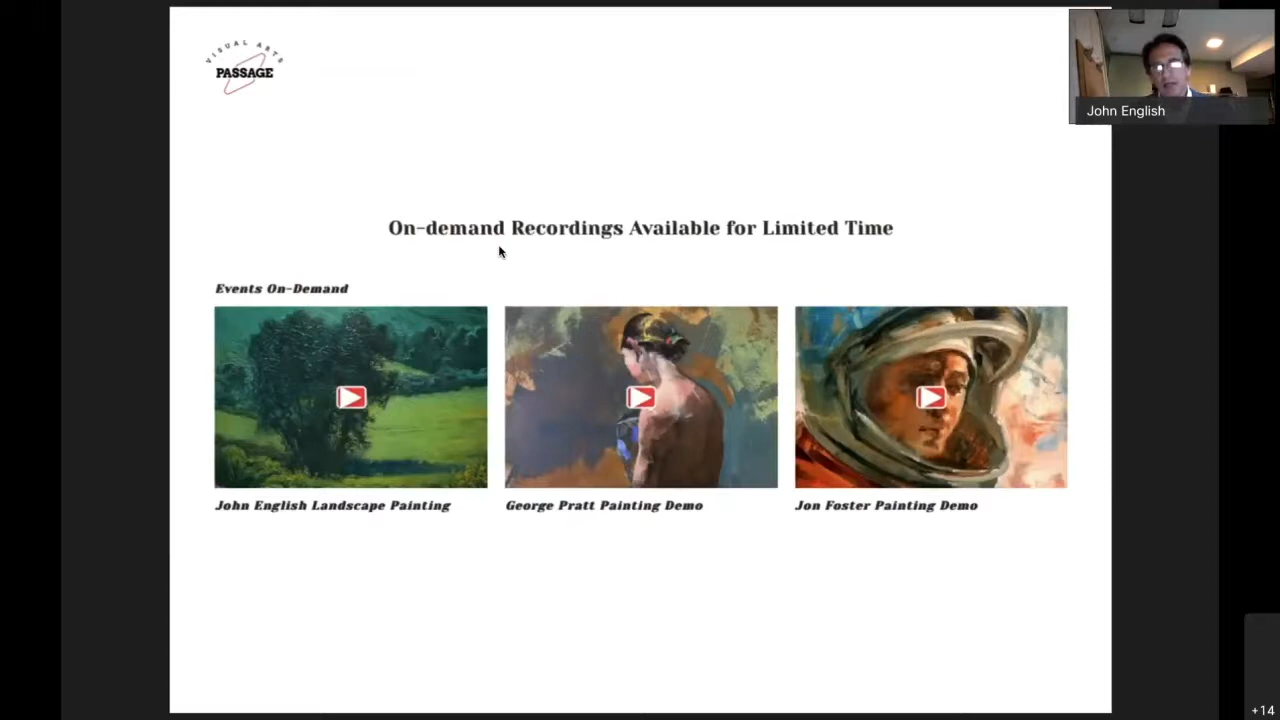 VISUAL ARTS
PASSAGE
John English
On-demand Recordings Available for Limited Time
Events On-Demand
John English Landscape Painting
George Pratt Painting Demo
Jon Foster Painting Demo
+14